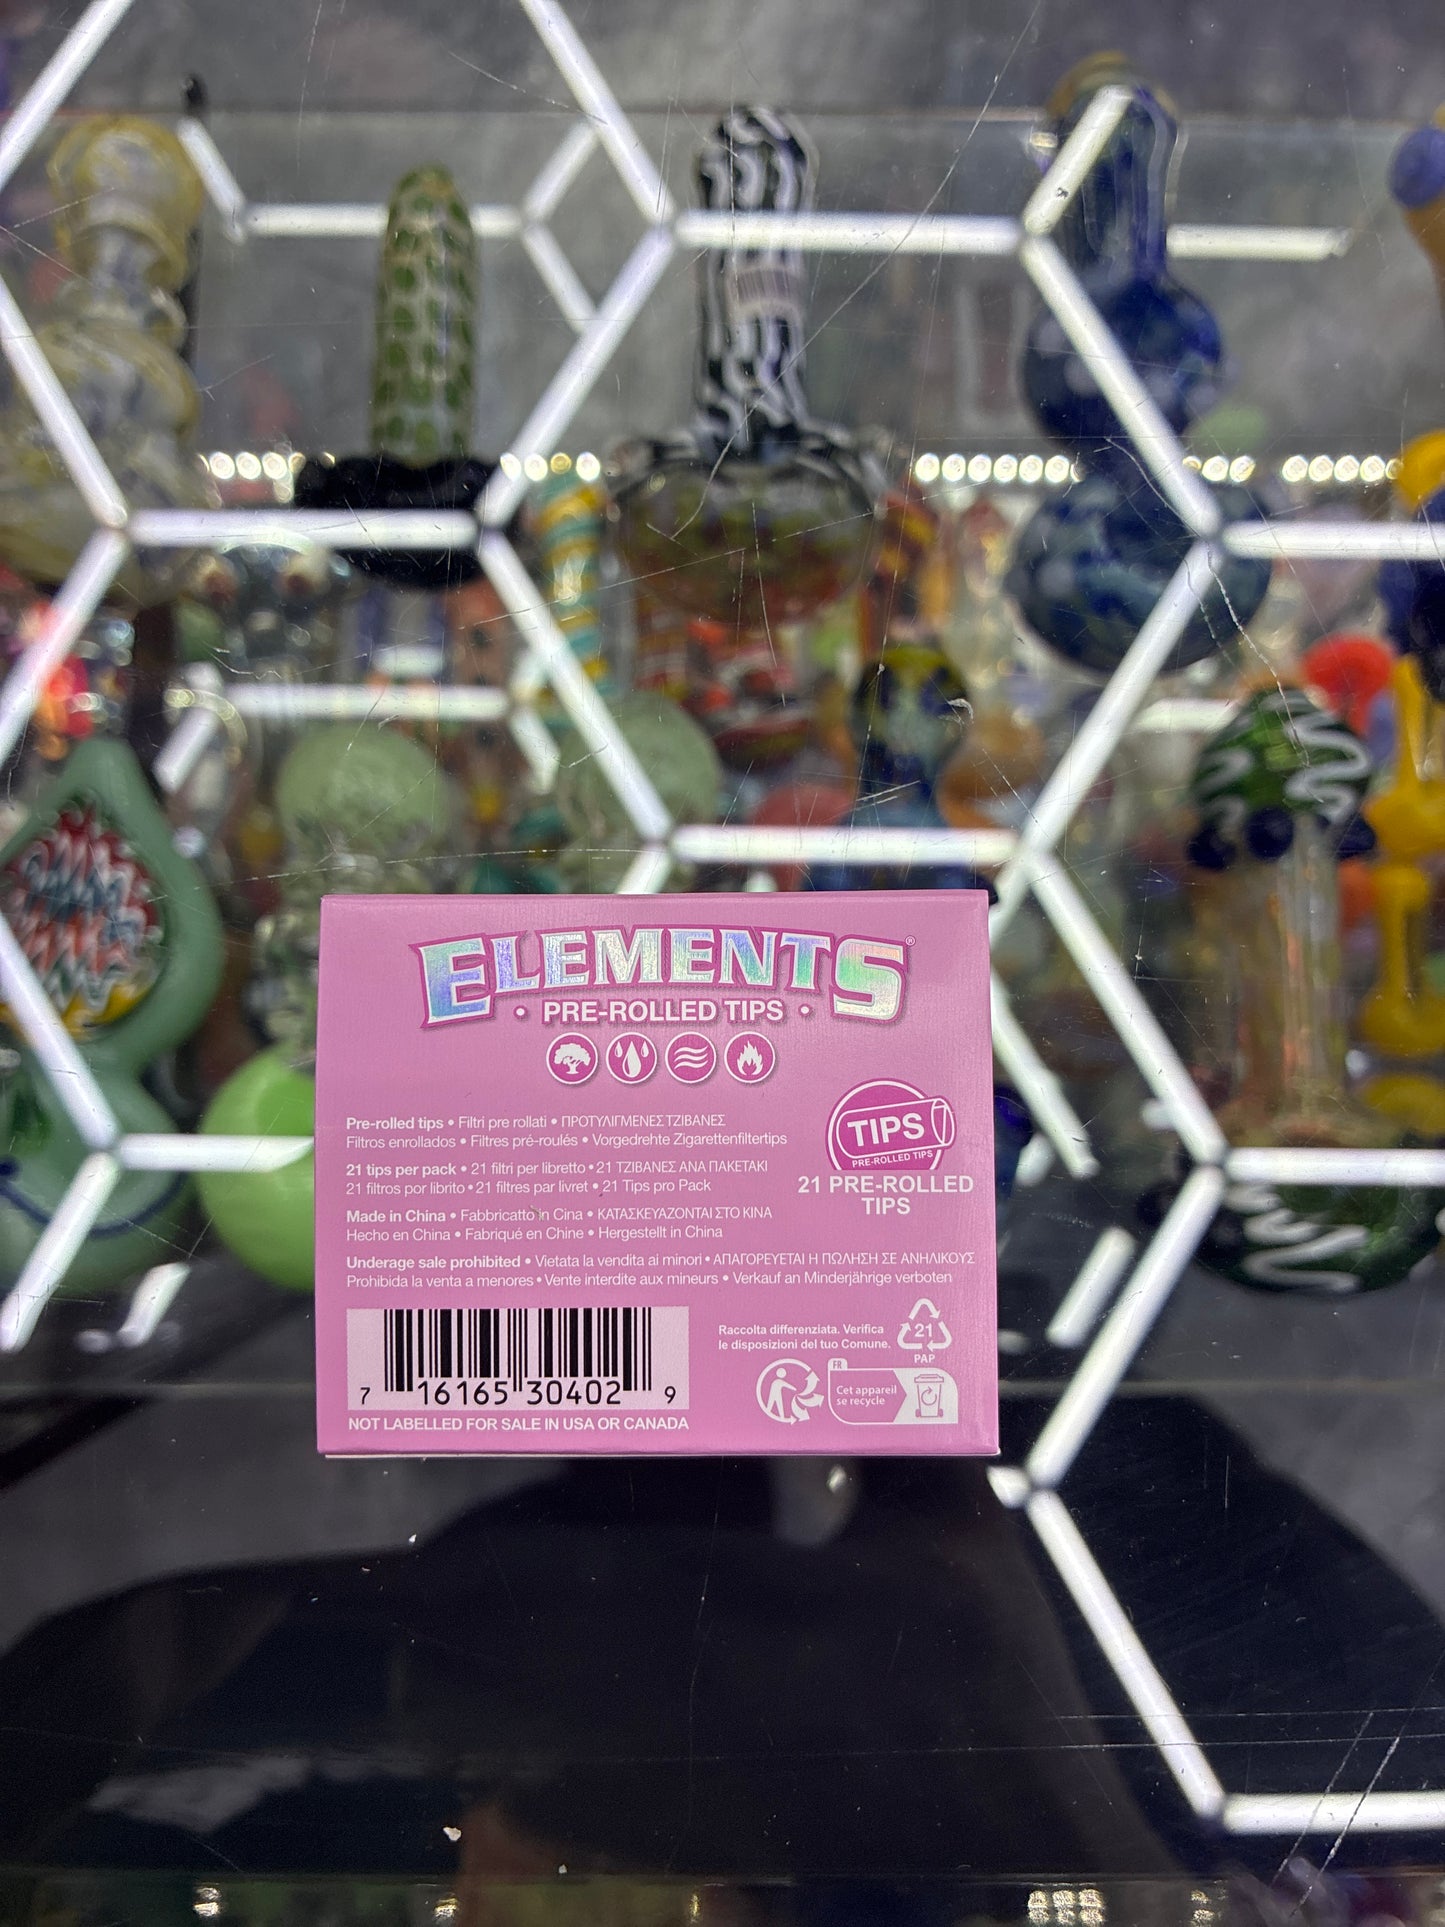 ELEMENTS®
• PRE-ROLLED TIPS •
Pre-rolled tips • Filtri pre rollati • ΠΡΟΤΥΛΙΓΜΕΝΕΣ ΤΖΙΒΑΝΕΣ
Filtros enrollados • Filtres pré-roulés • Vorgedrehte Zigarettenfiltertips
21 tips per pack • 21 filtri per libretto • 21 ΤΖΙΒΑΝΕΣ ΑΝΑ ΠΑΚΕΤΑΚΙ
21 filtros por librito • 21 filtres par livret • 21 Tips pro Pack
Made in China • Fabbricatto in Cina • ΚΑΤΑΣΚΕΥΑΖΟΝΤΑΙ ΣΤΟ ΚΙΝΑ
Hecho en China • Fabriqué en Chine • Hergestellt in China
Underage sale prohibited • Vietata la vendita ai minori • ΑΠΑΓΟΡΕΥΕΤΑΙ Η ΠΩΛΗΣΗ ΣΕ ΑΝΗΛΙΚΟΥΣ
Prohibida la venta a menores • Vente interdite aux mineurs • Verkauf an Minderjährige verboten
TIPS
PRE-ROLLED TIPS
21 PRE-ROLLED
TIPS
7 16165 30402 9
NOT LABELLED FOR SALE IN USA OR CANADA
Raccolta differenziata. Verifica
le disposizioni del tuo Comune.
21
PAP
FR
Cet appareil
se recycle